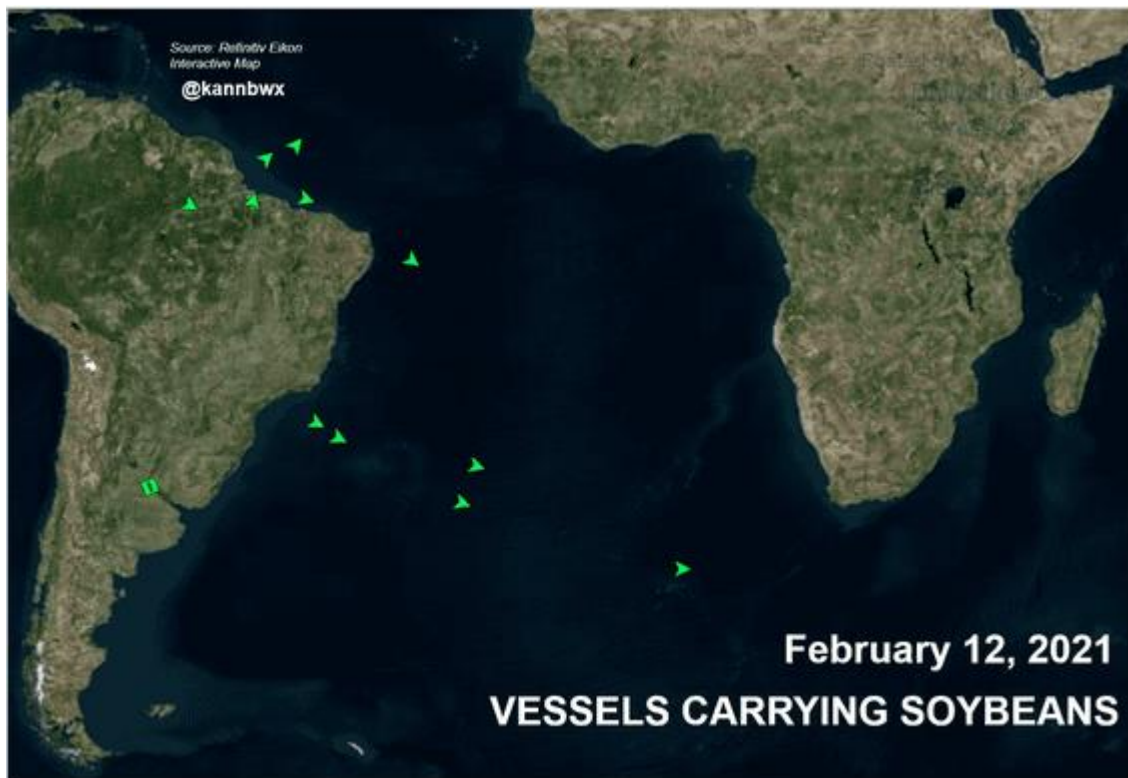 Source: Refinitiv Eikon
Interactive Map
@kannbwx
February 12, 2021
VESSELS CARRYING SOYBEANS